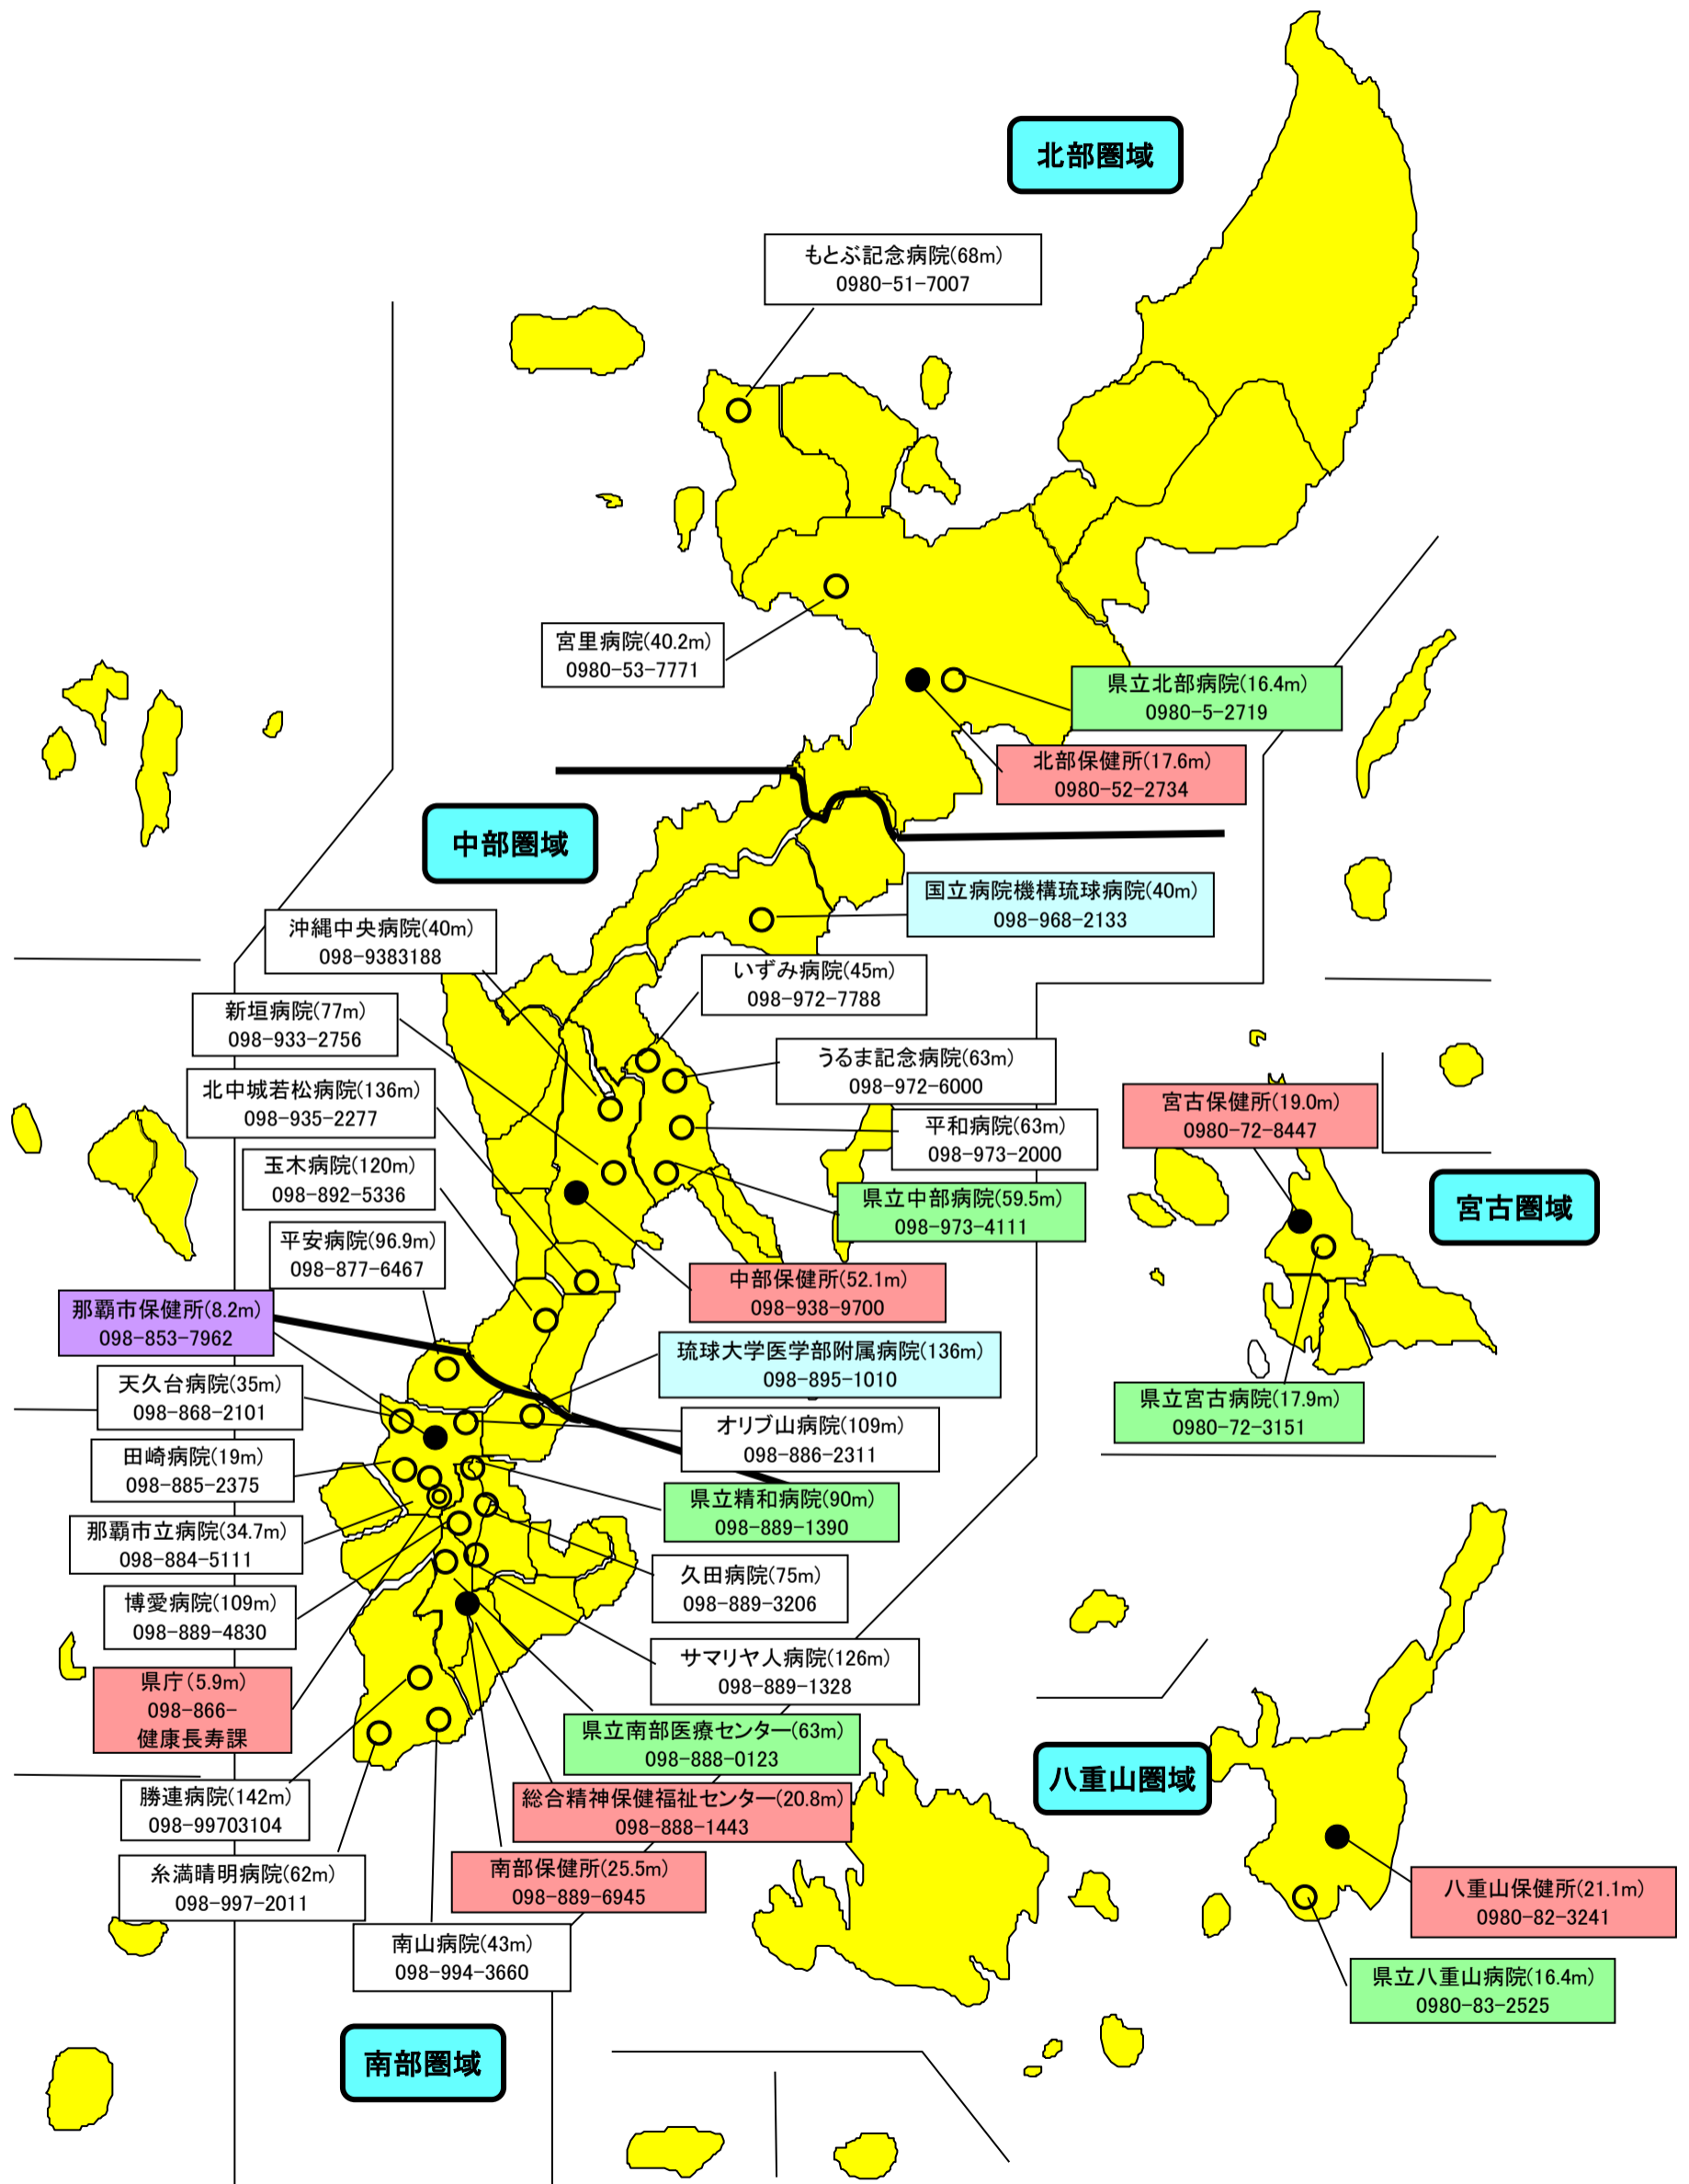 北部圏域
もとぶ記念病院(68m)
0980-51-7007
宮里病院(40.2m)
0980-53-7771
県立北部病院(16.4m)
0980-5-2719
北部保健所(17.6m)
0980-52-2734
中部圏域
国立病院機構琉球病院(40m)
098-968-2133
沖縄中央病院(40m)
098-9383188
いずみ病院(45m)
098-972-7788
新垣病院(77m)
098-933-2756
うるま記念病院(63m)
098-972-6000
北中城若松病院(136m)
098-935-2277
平和病院(63m)
098-973-2000
宮古保健所(19.0m)
0980-72-8447
玉木病院(120m)
098-892-5336
県立中部病院(59.5m)
098-973-4111
宮古圏域
平安病院(96.9m)
098-877-6467
中部保健所(52.1m)
098-938-9700
那覇市保健所(8.2m)
098-853-7962
琉球大学医学部附属病院(136m)
098-895-1010
天久台病院(35m)
098-868-2101
オリブ山病院(109m)
098-886-2311
県立宮古病院(17.9m)
0980-72-3151
田崎病院(19m)
098-885-2375
県立精和病院(90m)
098-889-1390
那覇市立病院(34.7m)
098-884-5111
久田病院(75m)
098-889-3206
博愛病院(109m)
098-889-4830
サマリヤ人病院(126m)
098-889-1328
県庁(5.9m)
098-866-
健康長寿課
県立南部医療センター(63m)
098-888-0123
八重山圏域
勝連病院(142m)
098-99703104
総合精神保健福祉センター(20.8m)
098-888-1443
糸満晴明病院(62m)
098-997-2011
南部保健所(25.5m)
098-889-6945
八重山保健所(21.1m)
0980-82-3241
南山病院(43m)
098-994-3660
県立八重山病院(16.4m)
0980-83-2525
南部圏域